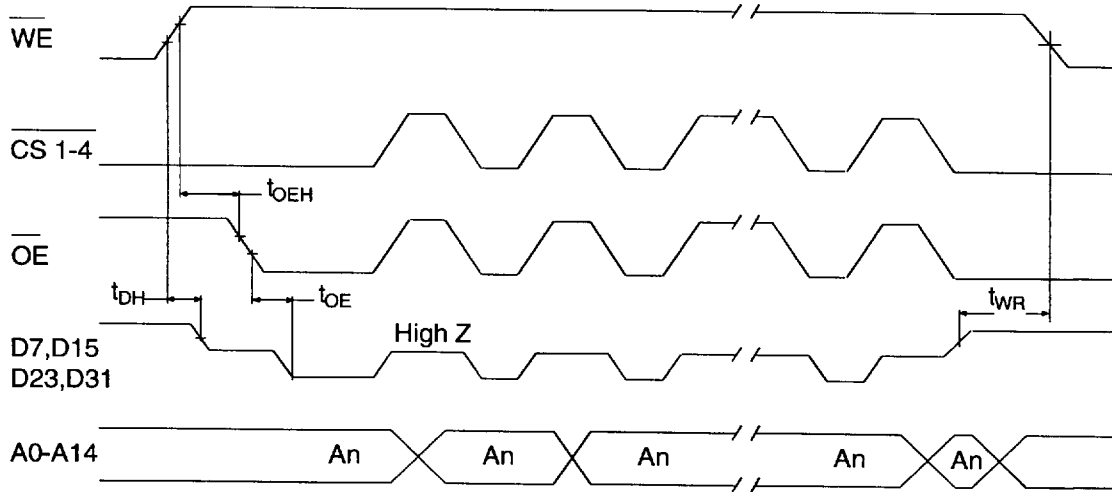 WE
CS 1-4
tOEH
OE
tDH
tOE
tWR
High Z
D7,D15
D23,D31
A0-A14 An An An An An